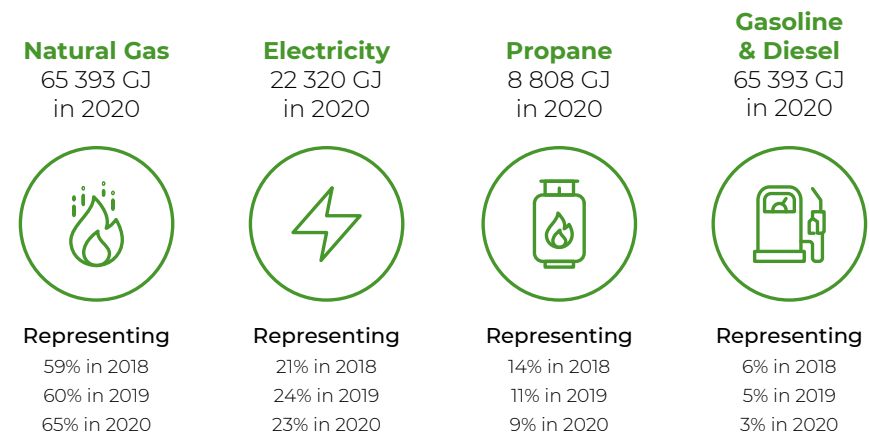 Natural Gas
65 393 GJ
in 2020
Representing
59% in 2018
60% in 2019
65% in 2020
Electricity
22 320 GJ
in 2020
Representing
21% in 2018
24% in 2019
23% in 2020
Propane
8 808 GJ
in 2020
Representing
14% in 2018
11% in 2019
9% in 2020
Gasoline
& Diesel
65 393 GJ
in 2020
Representing
6% in 2018
5% in 2019
3% in 2020